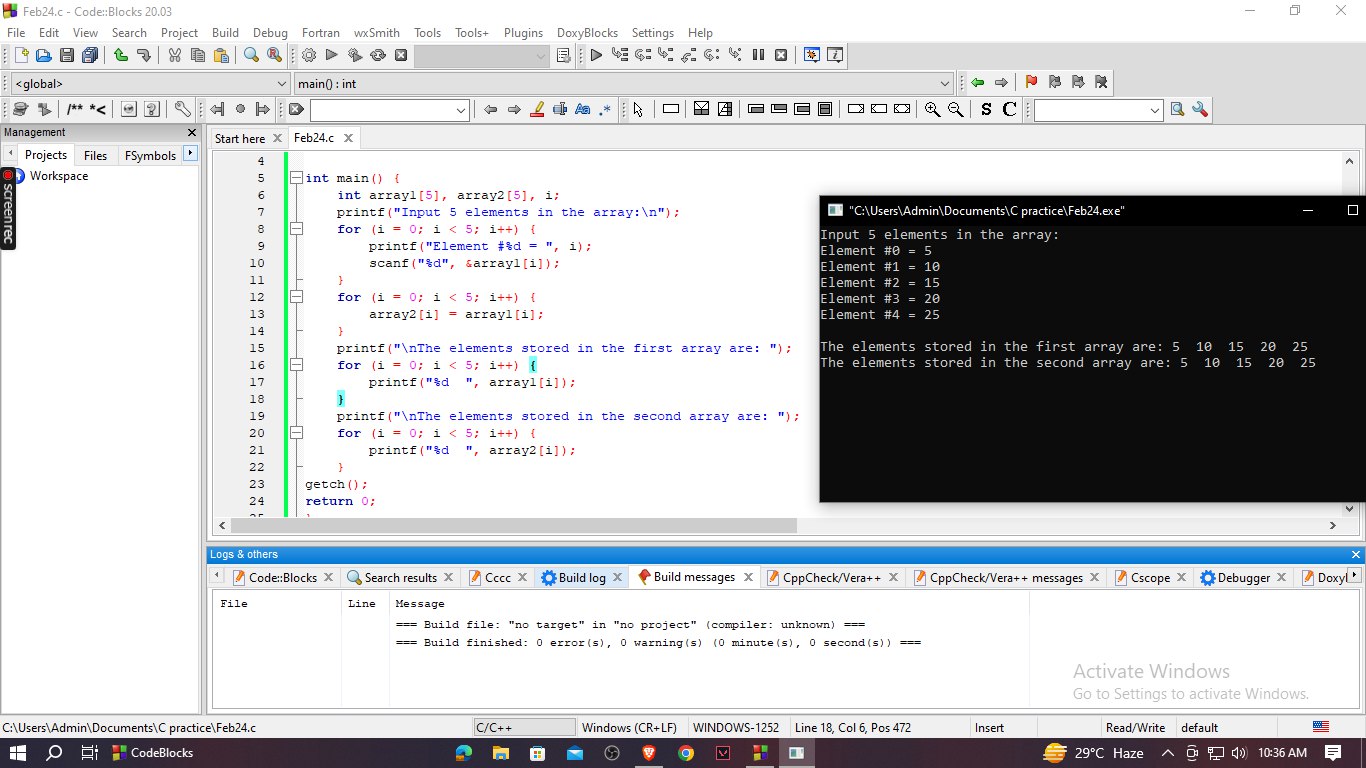 Feb24.c - Code::Blocks 20.03
File Edit View Search Project Build Debug Fortran wxSmith Tools Tools+ Plugins DoxyBlocks Settings Help
<global> main() : int
/** *< Aa .* S C
Management
Projects Files FSymbols
Workspace
screenrec
Start here Feb24.c
4
5 int main() {
6 int array1[5], array2[5], i;
7 printf("Input 5 elements in the array:\n");
8 for (i = 0; i < 5; i++) {
9 printf("Element #%d = ", i);
10 scanf("%d", &array1[i]);
11 }
12 for (i = 0; i < 5; i++) {
13 array2[i] = array1[i];
14 }
15 printf("\nThe elements stored in the first array are: ");
16 for (i = 0; i < 5; i++) {
17 printf("%d  ", array1[i]);
18 }
19 printf("\nThe elements stored in the second array are: ");
20 for (i = 0; i < 5; i++) {
21 printf("%d  ", array2[i]);
22 }
23 getch();
24 return 0;
"C:\Users\Admin\Documents\C practice\Feb24.exe"
Input 5 elements in the array:
Element #0 = 5
Element #1 = 10
Element #2 = 15
Element #3 = 20
Element #4 = 25
The elements stored in the first array are: 5  10  15  20  25
The elements stored in the second array are: 5  10  15  20  25
Logs & others
Code::Blocks Search results Cccc Build log Build messages CppCheck/Vera++ CppCheck/Vera++ messages Cscope Debugger Doxyl
File Line Message
=== Build file: "no target" in "no project" (compiler: unknown) ===
=== Build finished: 0 error(s), 0 warning(s) (0 minute(s), 0 second(s)) ===
Activate Windows
Go to Settings to activate Windows.
C:\Users\Admin\Documents\C practice\Feb24.c C/C++ Windows (CR+LF) WINDOWS-1252 Line 18, Col 6, Pos 472 Insert Read/Write default
CodeBlocks 29°C Haze 10:36 AM